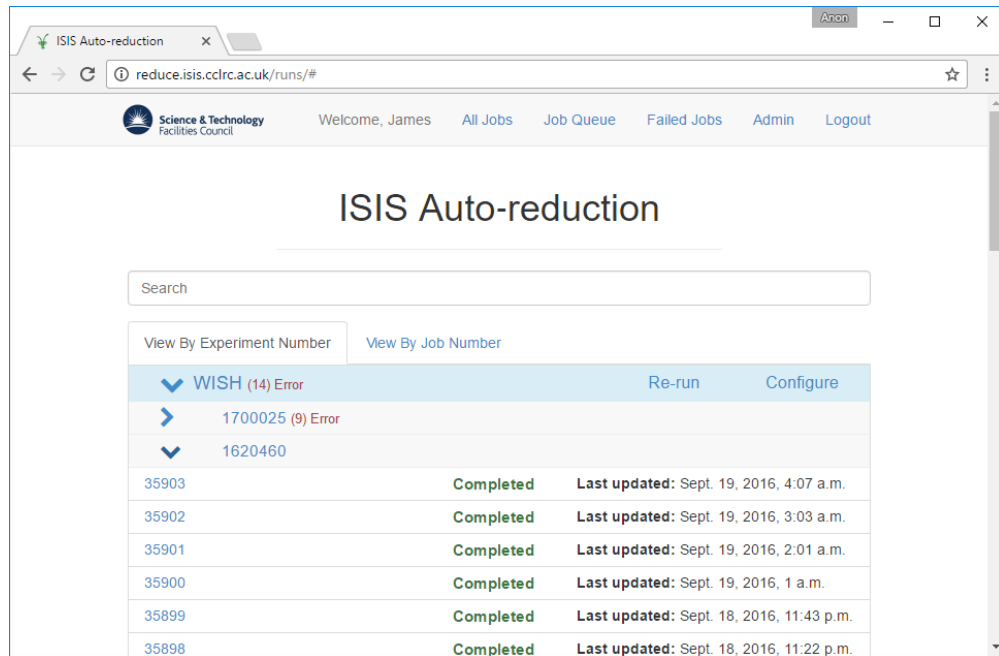 Anon
ISIS Auto-reduction
reduce.isis.cclrc.ac.uk/runs/#
Science & Technology
Facilities Council
Welcome, James All Jobs Job Queue Failed Jobs Admin Logout
ISIS Auto-reduction
Search
View By Experiment Number View By Job Number
WISH (14) Error Re-run Configure
1700025 (9) Error
1620460
35903 Completed Last updated: Sept. 19, 2016, 4:07 a.m.
35902 Completed Last updated: Sept. 19, 2016, 3:03 a.m.
35901 Completed Last updated: Sept. 19, 2016, 2:01 a.m.
35900 Completed Last updated: Sept. 19, 2016, 1 a.m.
35899 Completed Last updated: Sept. 18, 2016, 11:43 p.m.
35898 Completed Last updated: Sept. 18, 2016, 11:22 p.m.